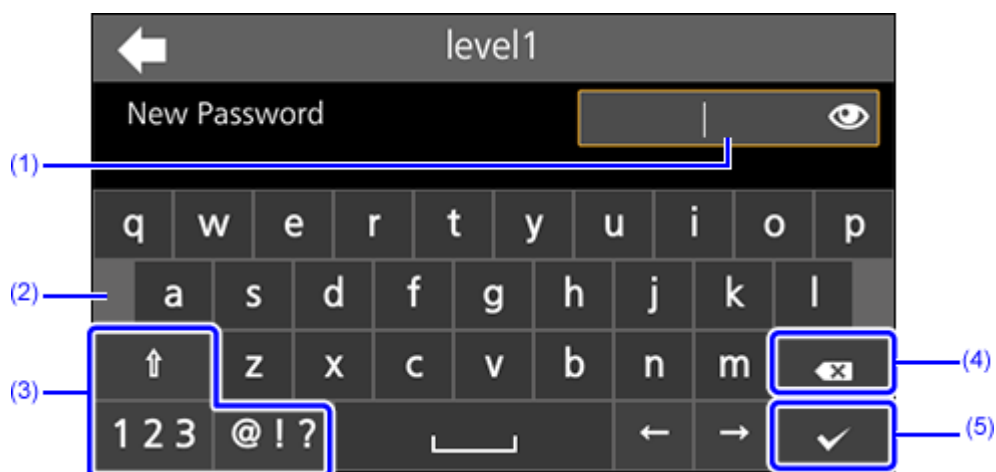 level1
New Password
(1)
q w e r t y u i o p
(2) a s d f g h j k l
⇧ z x c v b n m (4)
(3)
1 2 3 @ ! ? ← → (5)